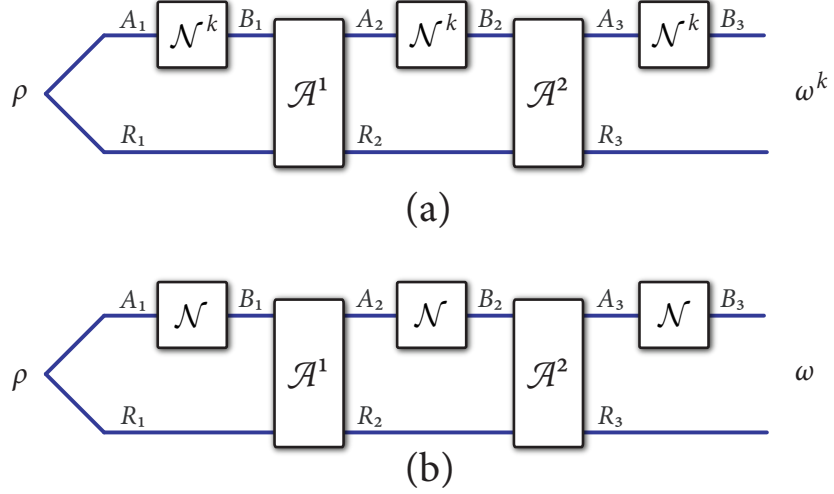 A₁ 𝒩ᵏ B₁ A₂ 𝒩ᵏ B₂ A₃ 𝒩ᵏ B₃
ρ 𝒜¹ 𝒜² ωᵏ
R₁ R₂ R₃
(a)
A₁ 𝒩 B₁ A₂ 𝒩 B₂ A₃ 𝒩 B₃
ρ 𝒜¹ 𝒜² ω
R₁ R₂ R₃
(b)